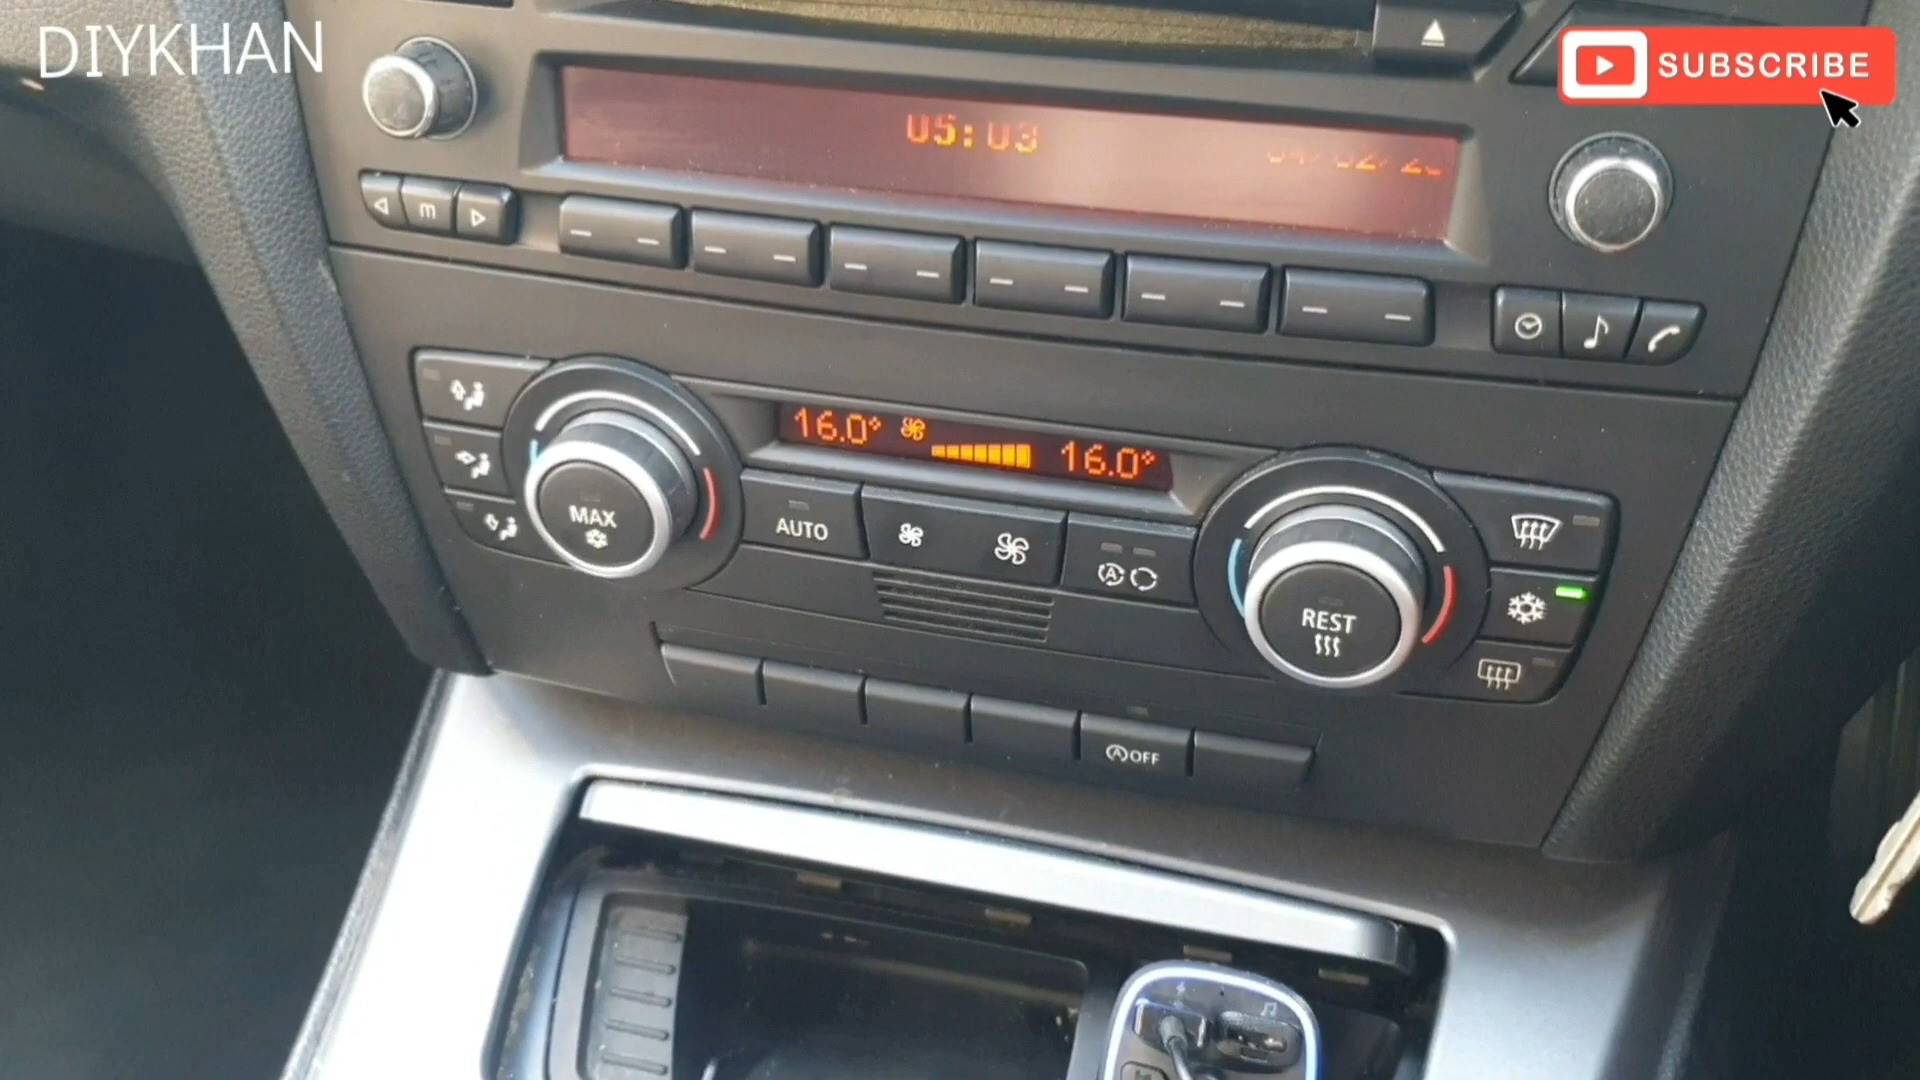 DIYKHAN
SUBSCRIBE
05:03
m
16.0°
16.0°
MAX
AUTO
A
REST
A OFF